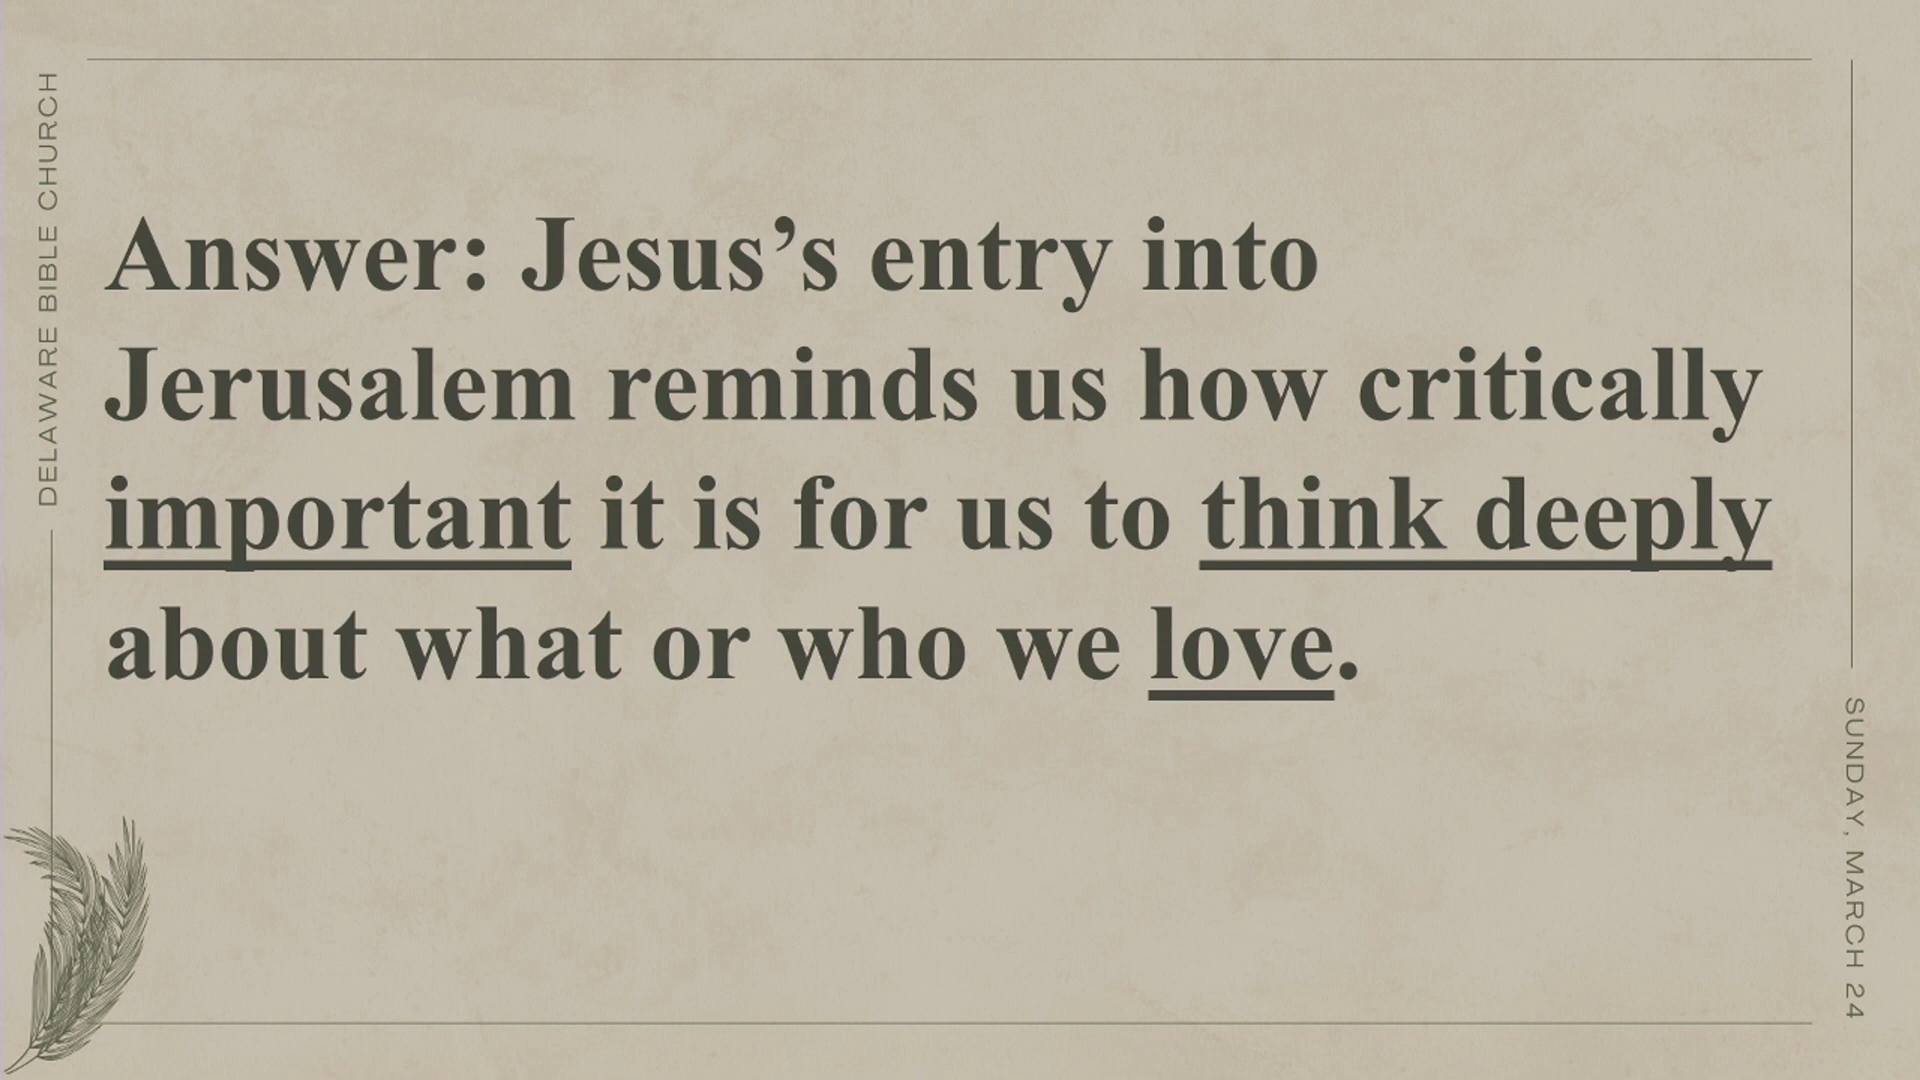 DELAWARE BIBLE CHURCH
Answer: Jesus’s entry into
Jerusalem reminds us how critically
important it is for us to think deeply
about what or who we love.
SUNDAY, MARCH 24